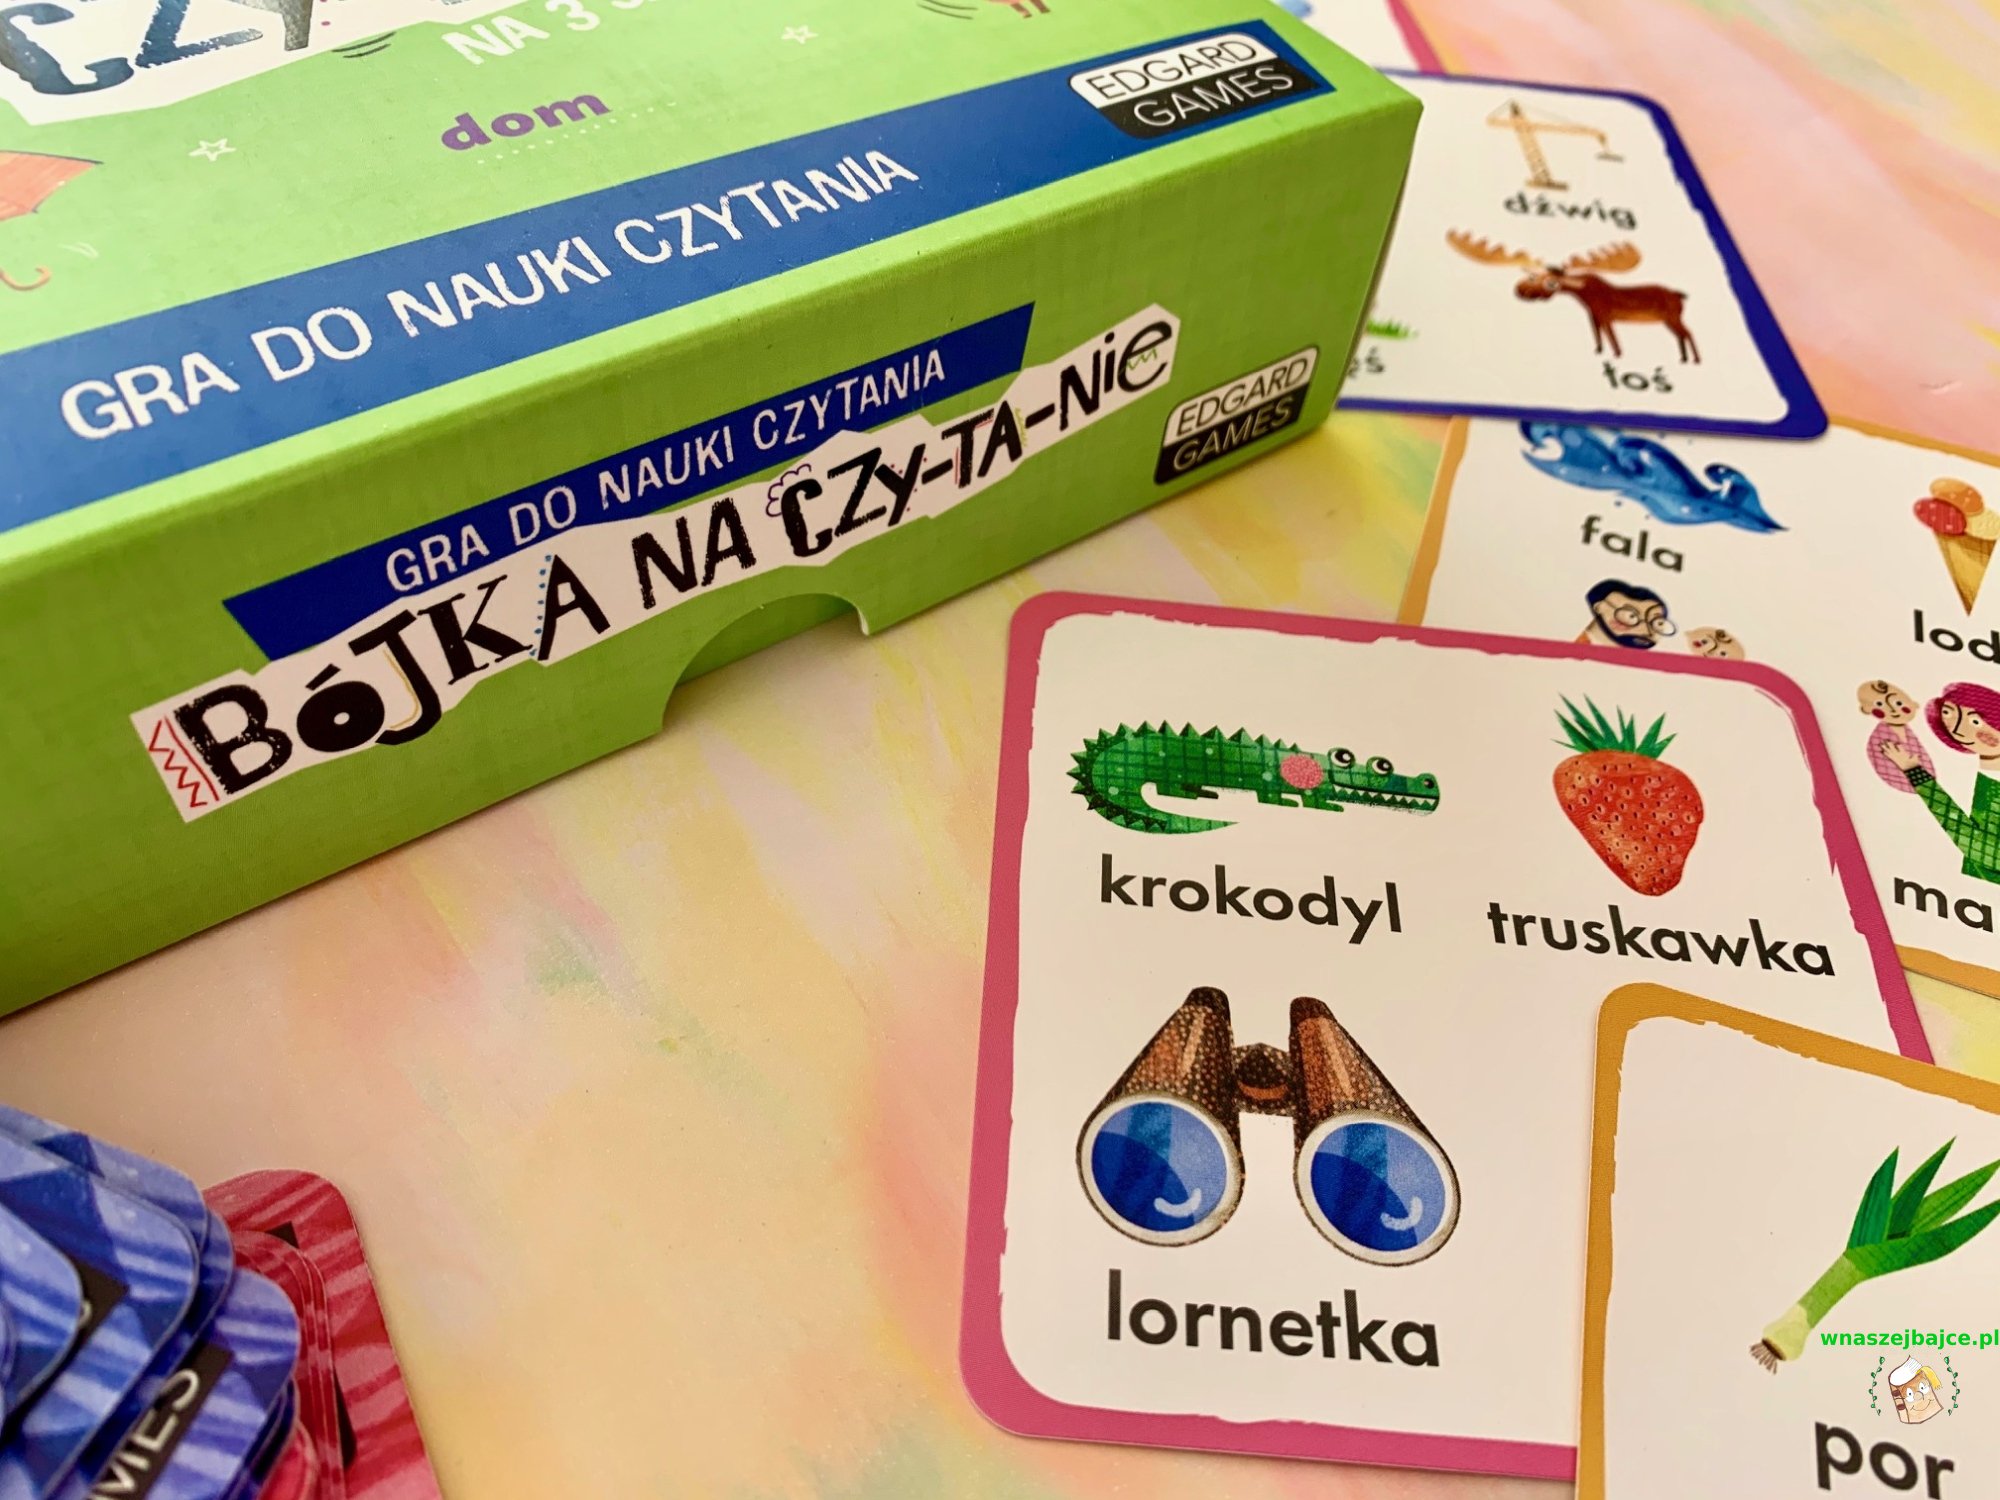 NA 3
dom
EDGARD
GAMES
GRA DO NAUKI CZYTANIA
GRA DO NAUKI CZYTANIA
BÓJKA NA CZY-TA-NIE
EDGARD
GAMES
dźwig
łoś
fala
lod
ma
krokodyl
truskawka
lornetka
por
wnaszejbajce.pl